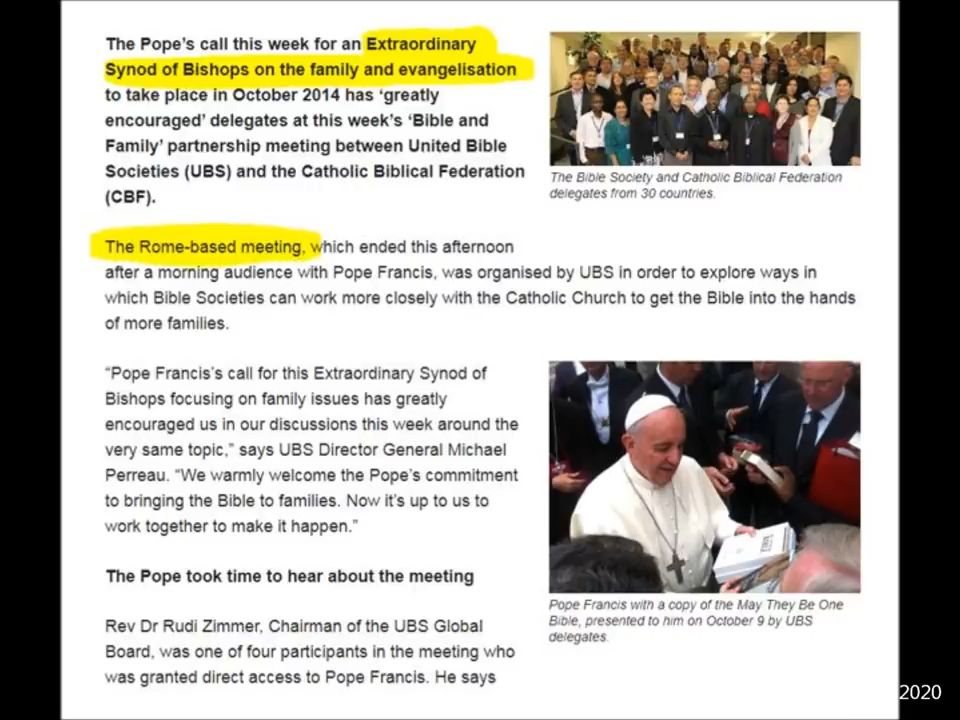 The Pope's call this week for an Extraordinary
Synod of Bishops on the family and evangelisation
to take place in October 2014 has ‘greatly
encouraged’ delegates at this week’s ‘Bible and
Family’ partnership meeting between United Bible
Societies (UBS) and the Catholic Biblical Federation
(CBF).
The Bible Society and Catholic Biblical Federation
delegates from 30 countries.
The Rome-based meeting, which ended this afternoon
after a morning audience with Pope Francis, was organised by UBS in order to explore ways in
which Bible Societies can work more closely with the Catholic Church to get the Bible into the hands
of more families.
“Pope Francis’s call for this Extraordinary Synod of
Bishops focusing on family issues has greatly
encouraged us in our discussions this week around the
very same topic,” says UBS Director General Michael
Perreau. “We warmly welcome the Pope’s commitment
to bringing the Bible to families. Now it’s up to us to
work together to make it happen.”
The Pope took time to hear about the meeting
Pope Francis with a copy of the May They Be One
Bible, presented to him on October 9 by UBS
delegates.
Rev Dr Rudi Zimmer, Chairman of the UBS Global
Board, was one of four participants in the meeting who
was granted direct access to Pope Francis. He says
2020